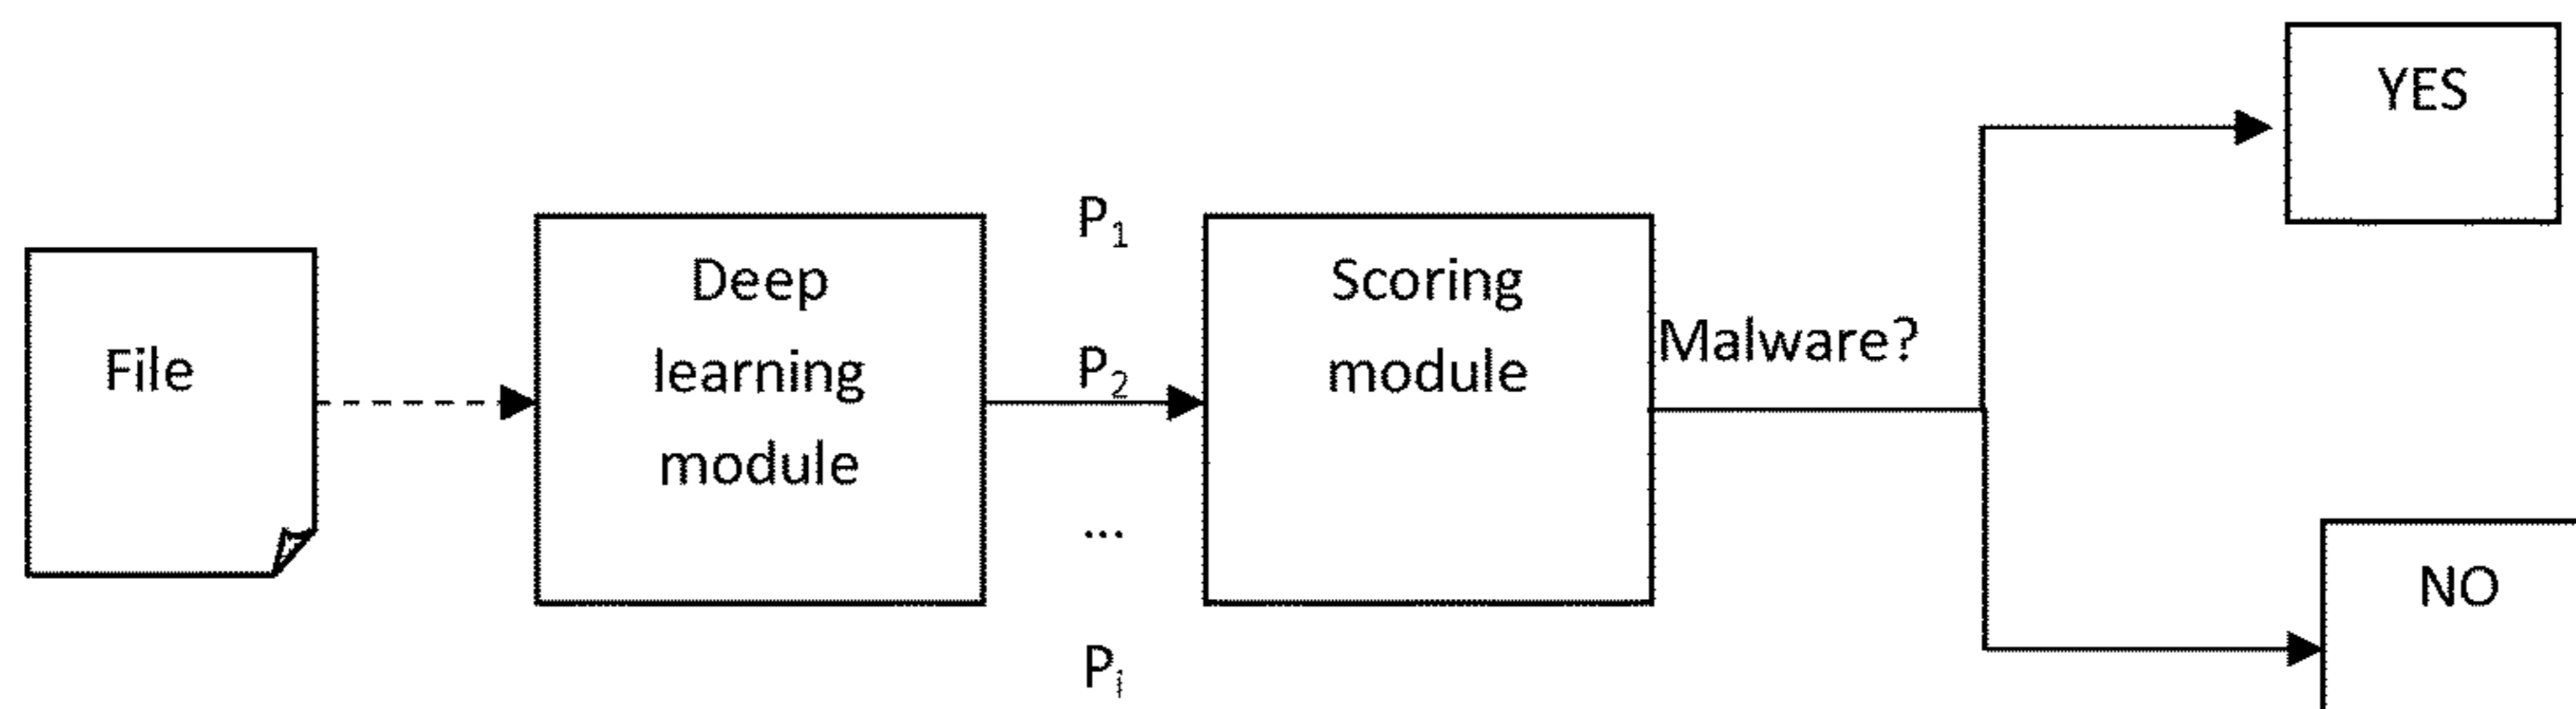 File
Deep
learning
module
P₁
P₂
...
Pᵢ
Scoring
module
Malware?
YES
NO